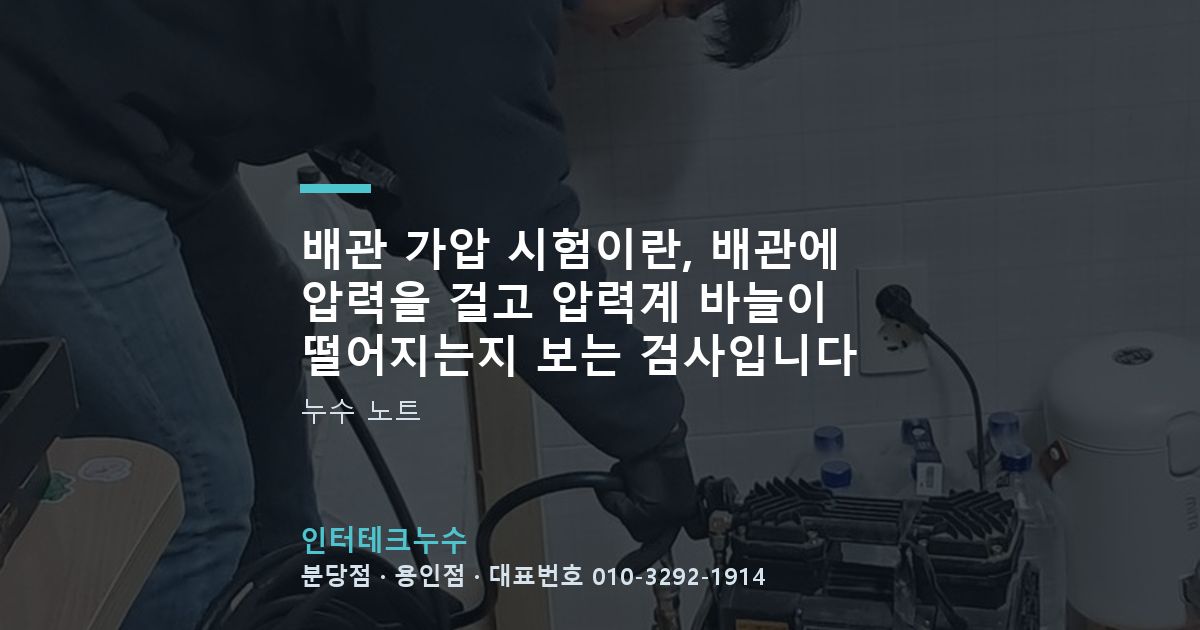 배관 가압 시험이란, 배관에
압력을 걸고 압력계 바늘이
떨어지는지 보는 검사입니다
누수 노트
인터테크누수
분당점 · 용인점 · 대표번호 010-3292-1914